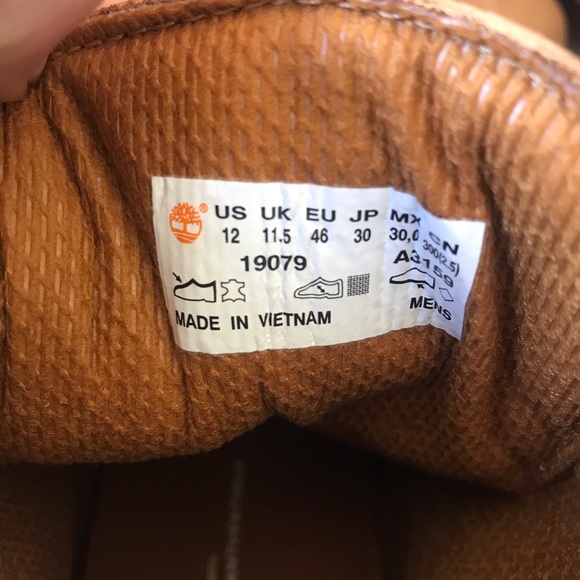 ® US UK EU JP MX CN
12 11.5 46 30 30,0 300(2.5)
19079 A3159
MADE IN VIETNAM MENS